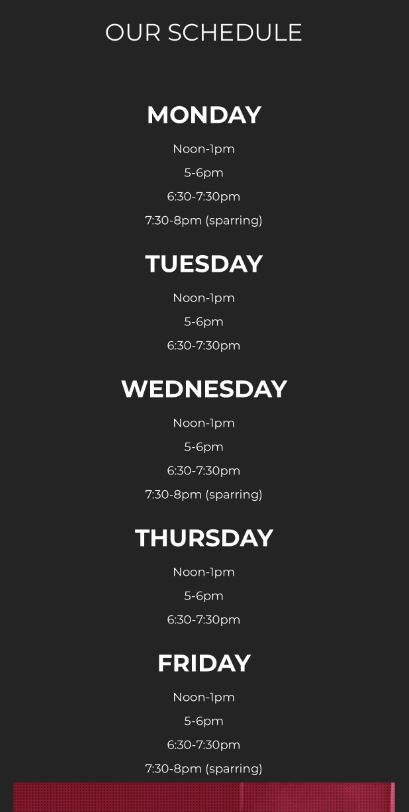 OUR SCHEDULE
MONDAY
Noon-1pm
5-6pm
6:30-7:30pm
7:30-8pm (sparring)
TUESDAY
Noon-1pm
5-6pm
6:30-7:30pm
WEDNESDAY
Noon-1pm
5-6pm
6:30-7:30pm
7:30-8pm (sparring)
THURSDAY
Noon-1pm
5-6pm
6:30-7:30pm
FRIDAY
Noon-1pm
5-6pm
6:30-7:30pm
7:30-8pm (sparring)